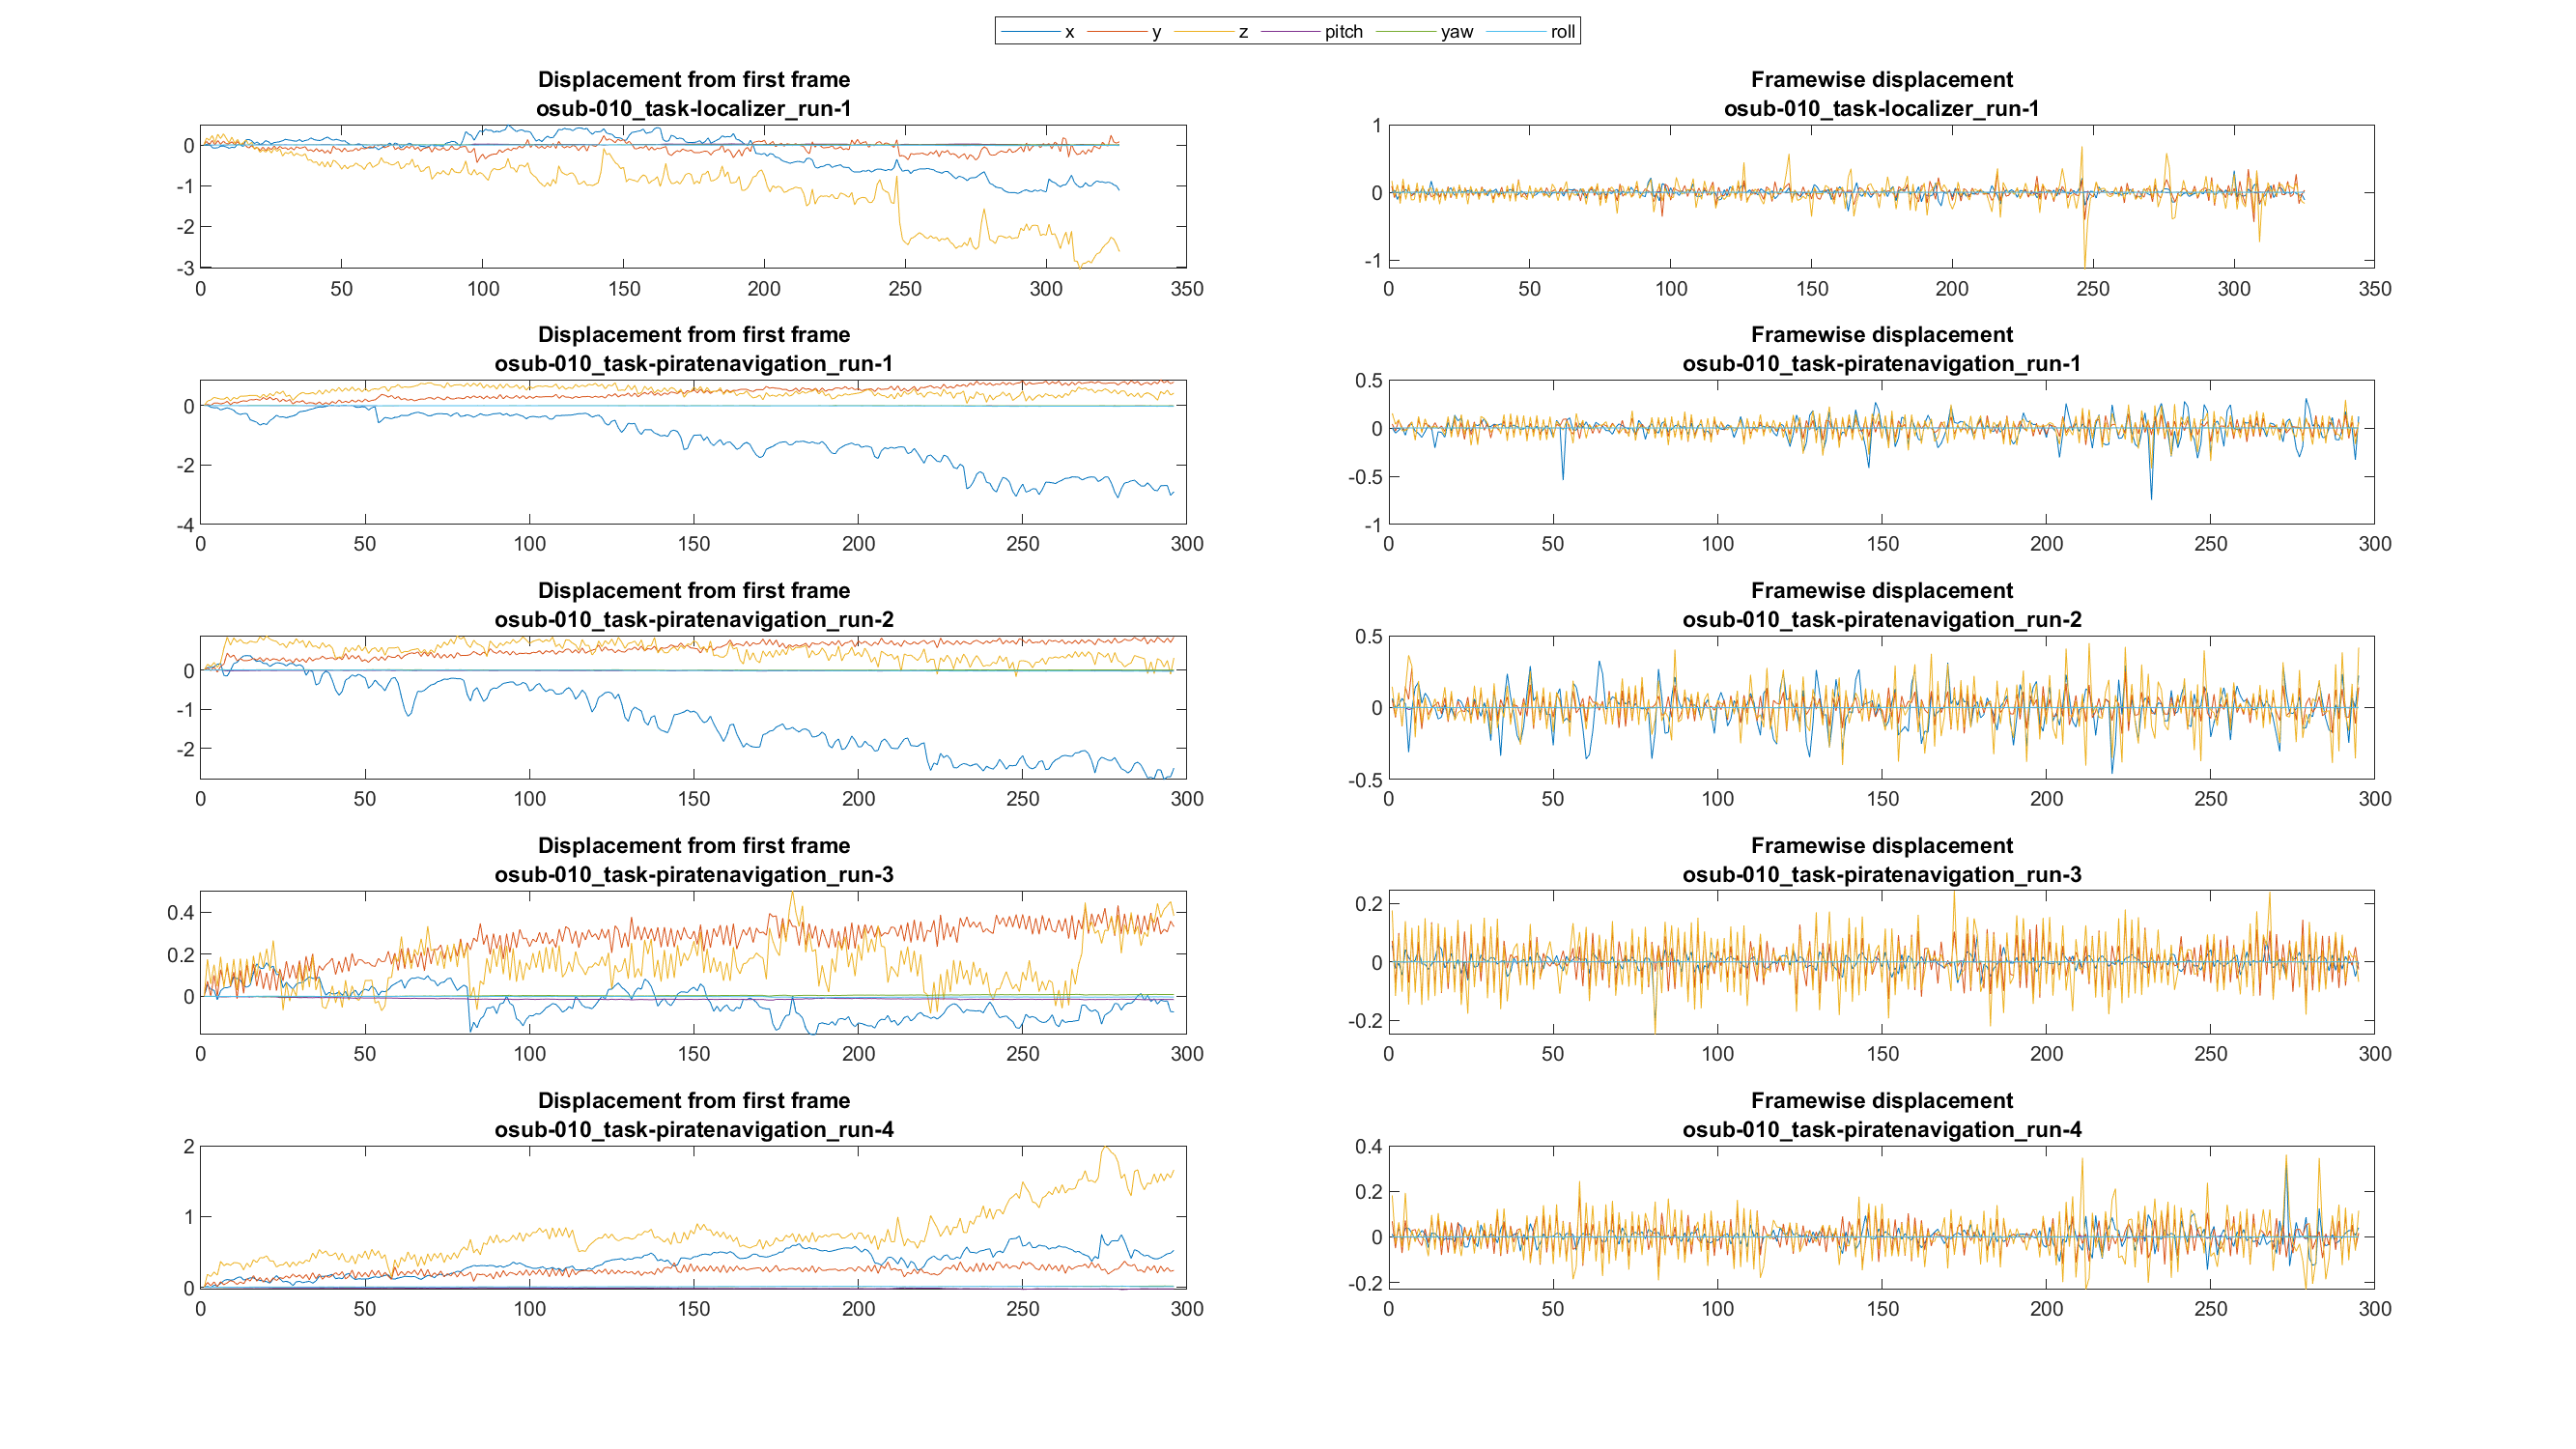 x y z pitch yaw roll
Displacement from first frame
osub-010_task-localizer_run-1
0
-1
-2
-3
0 50 100 150 200 250 300 350
Framewise displacement
osub-010_task-localizer_run-1
1
0
-1
0 50 100 150 200 250 300 350
Displacement from first frame
osub-010_task-piratenavigation_run-1
0
-2
-4
0 50 100 150 200 250 300
Framewise displacement
osub-010_task-piratenavigation_run-1
0.5
0
-0.5
-1
0 50 100 150 200 250 300
Displacement from first frame
osub-010_task-piratenavigation_run-2
0
-1
-2
0 50 100 150 200 250 300
Framewise displacement
osub-010_task-piratenavigation_run-2
0.5
0
-0.5
0 50 100 150 200 250 300
Displacement from first frame
osub-010_task-piratenavigation_run-3
0.4
0.2
0
0 50 100 150 200 250 300
Framewise displacement
osub-010_task-piratenavigation_run-3
0.2
0
-0.2
0 50 100 150 200 250 300
Displacement from first frame
osub-010_task-piratenavigation_run-4
2
1
0
0 50 100 150 200 250 300
Framewise displacement
osub-010_task-piratenavigation_run-4
0.4
0.2
0
-0.2
0 50 100 150 200 250 300